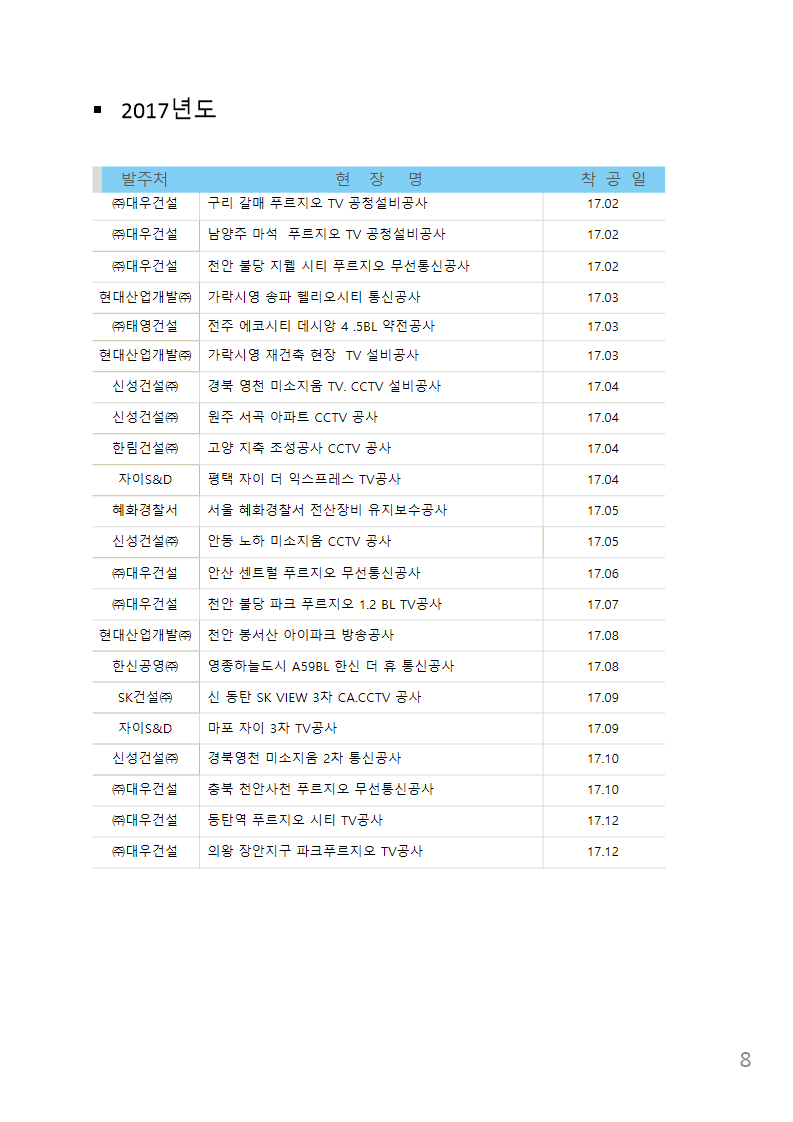 ▪ 2017년도
발주처 현 장 명 착 공 일
㈜대우건설 구리 갈매 푸르지오 TV 공청설비공사 17.02
㈜대우건설 남양주 마석 푸르지오 TV 공청설비공사 17.02
㈜대우건설 천안 불당 지웰 시티 푸르지오 무선통신공사 17.02
현대산업개발㈜ 가락시영 송파 헬리오시티 통신공사 17.03
㈜태영건설 전주 에코시티 데시앙 4 .5BL 약전공사 17.03
현대산업개발㈜ 가락시영 재건축 현장 TV 설비공사 17.03
신성건설㈜ 경북 영천 미소지움 TV. CCTV 설비공사 17.04
신성건설㈜ 원주 서곡 아파트 CCTV 공사 17.04
한림건설㈜ 고양 지축 조성공사 CCTV 공사 17.04
자이S&D 평택 자이 더 익스프레스 TV공사 17.04
혜화경찰서 서울 혜화경찰서 전산장비 유지보수공사 17.05
신성건설㈜ 안동 노하 미소지움 CCTV 공사 17.05
㈜대우건설 안산 센트럴 푸르지오 무선통신공사 17.06
㈜대우건설 천안 불당 파크 푸르지오 1.2 BL TV공사 17.07
현대산업개발㈜ 천안 봉서산 아이파크 방송공사 17.08
한신공영㈜ 영종하늘도시 A59BL 한신 더 휴 통신공사 17.08
SK건설㈜ 신 동탄 SK VIEW 3차 CA.CCTV 공사 17.09
자이S&D 마포 자이 3차 TV공사 17.09
신성건설㈜ 경북영천 미소지움 2차 통신공사 17.10
㈜대우건설 충북 천안사천 푸르지오 무선통신공사 17.10
㈜대우건설 동탄역 푸르지오 시티 TV공사 17.12
㈜대우건설 의왕 장안지구 파크푸르지오 TV공사 17.12
8